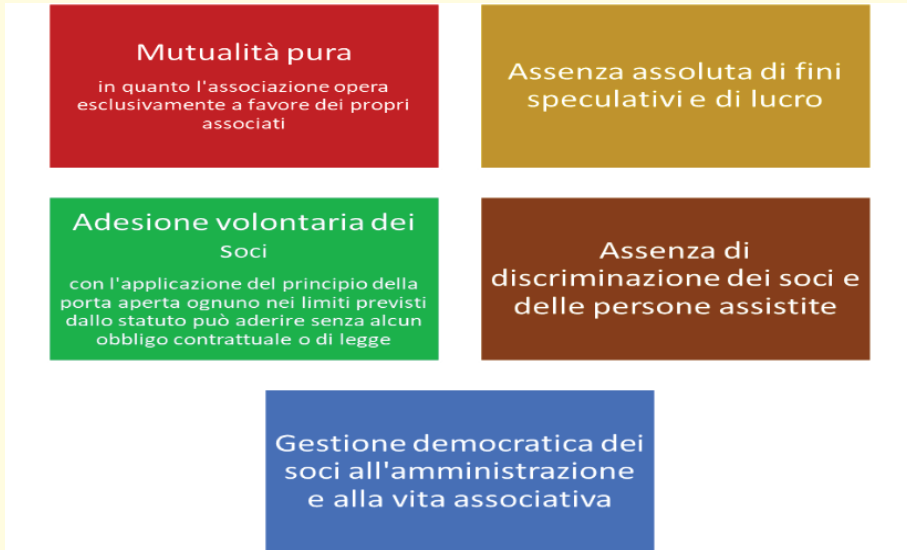 Mutualità pura
in quanto l'associazione opera
esclusivamente a favore dei propri
associati
Assenza assoluta di fini
speculativi e di lucro
Adesione volontaria dei
Soci
con l'applicazione del principio della
porta aperta ognuno nei limiti previsti
dallo statuto può aderire senza alcun
obbligo contrattuale o di legge
Assenza di
discriminazione dei soci e
delle persone assistite
Gestione democratica dei
soci all'amministrazione
e alla vita associativa